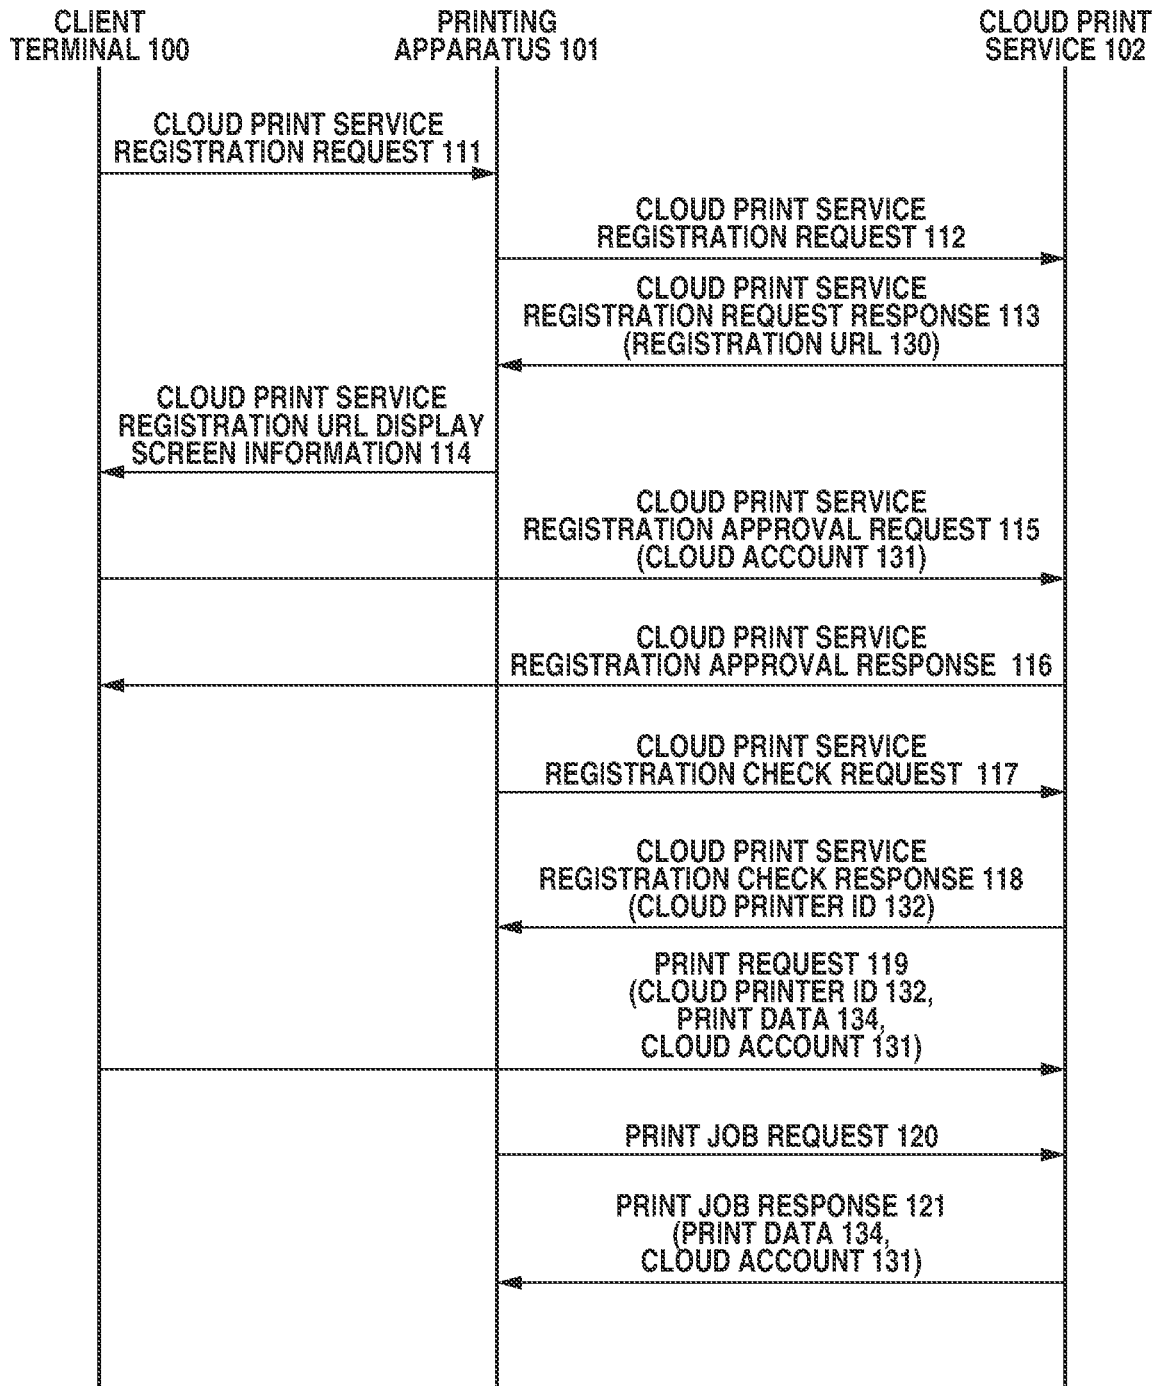 CLIENT
TERMINAL 100
PRINTING
APPARATUS 101
CLOUD PRINT
SERVICE 102
CLOUD PRINT SERVICE
REGISTRATION REQUEST 111
CLOUD PRINT SERVICE
REGISTRATION REQUEST 112
CLOUD PRINT SERVICE
REGISTRATION REQUEST RESPONSE 113
(REGISTRATION URL 130)
CLOUD PRINT SERVICE
REGISTRATION URL DISPLAY
SCREEN INFORMATION 114
CLOUD PRINT SERVICE
REGISTRATION APPROVAL REQUEST 115
(CLOUD ACCOUNT 131)
CLOUD PRINT SERVICE
REGISTRATION APPROVAL RESPONSE 116
CLOUD PRINT SERVICE
REGISTRATION CHECK REQUEST 117
CLOUD PRINT SERVICE
REGISTRATION CHECK RESPONSE 118
(CLOUD PRINTER ID 132)
PRINT REQUEST 119
(CLOUD PRINTER ID 132,
PRINT DATA 134,
CLOUD ACCOUNT 131)
PRINT JOB REQUEST 120
PRINT JOB RESPONSE 121
(PRINT DATA 134,
CLOUD ACCOUNT 131)